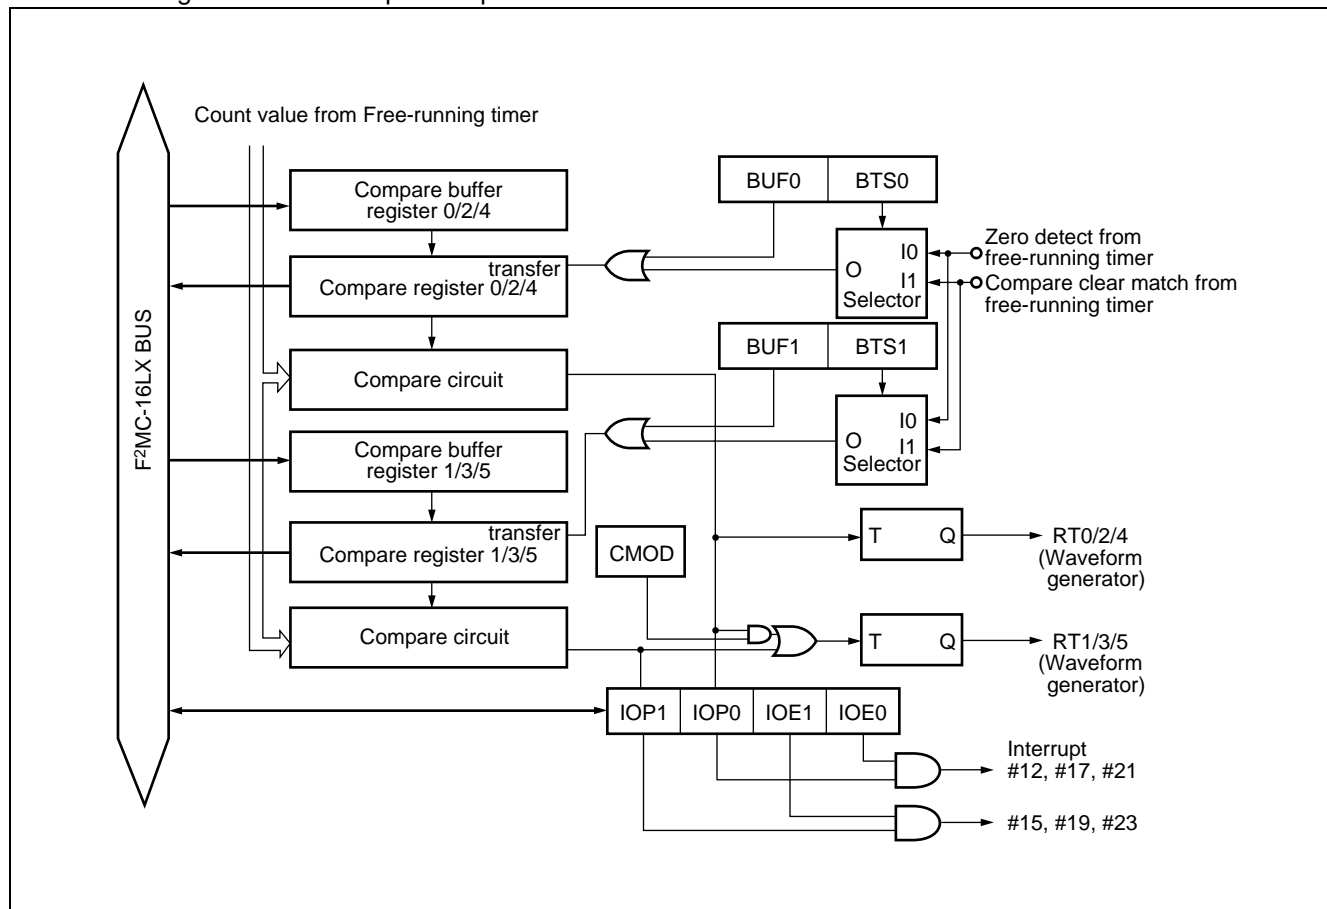 Count value from Free-running timer
F²MC-16LX BUS
Compare buffer
register 0/2/4
transfer
Compare register 0/2/4
Compare circuit
Compare buffer
register 1/3/5
transfer
Compare register 1/3/5
Compare circuit
BUF0 BTS0
I0
O
I1
Selector
Zero detect from
free-running timer
Compare clear match from
free-running timer
BUF1 BTS1
I0
O
I1
Selector
CMOD
T Q
RT0/2/4
(Waveform
generator)
T Q
RT1/3/5
(Waveform
generator)
IOP1 IOP0 IOE1 IOE0
Interrupt
#12, #17, #21
#15, #19, #23